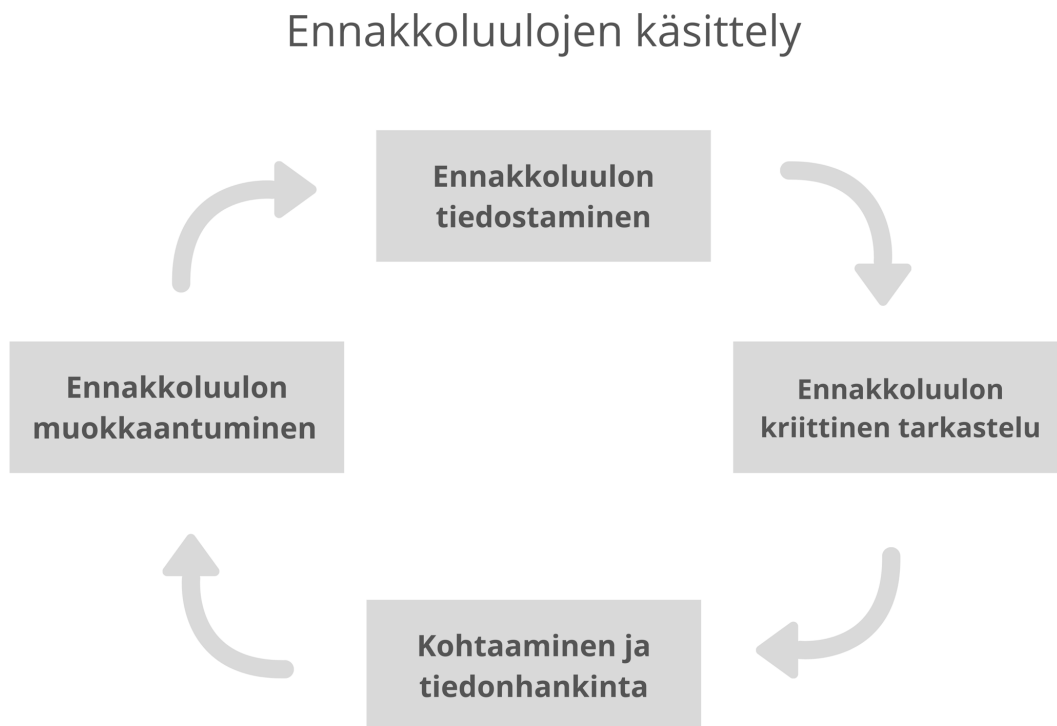 Ennakkoluulojen käsittely
Ennakkoluulon
tiedostaminen
Ennakkoluulon
kriittinen tarkastelu
Kohtaaminen ja
tiedonhankinta
Ennakkoluulon
muokkaantuminen